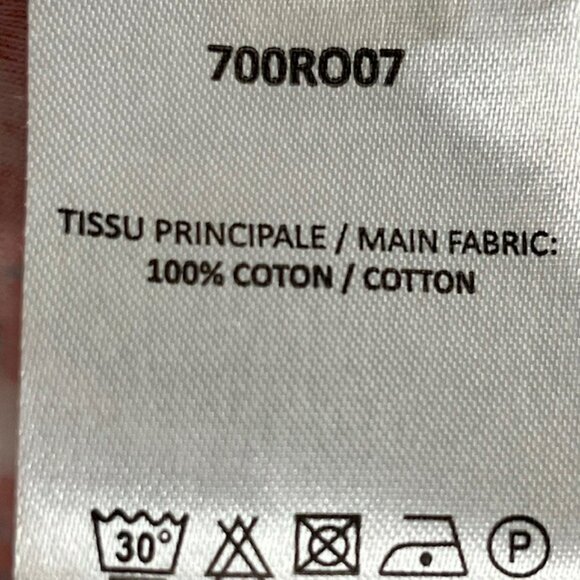 700RO07
TISSU PRINCIPALE / MAIN FABRIC:
100% COTON / COTTON
30° P